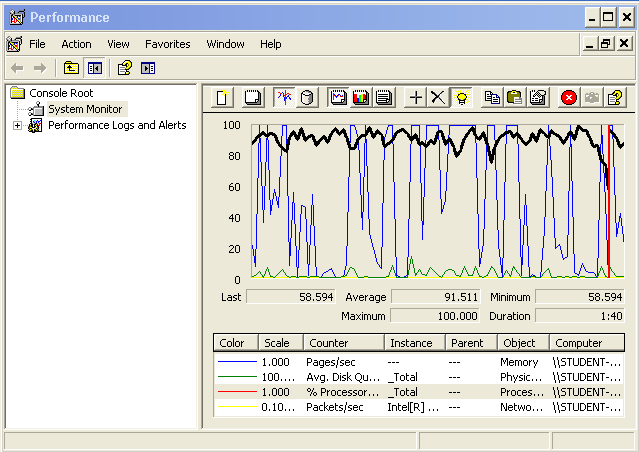 Performance
File Action View Favorites Window Help
Console Root
System Monitor
Performance Logs and Alerts
100
80
60
40
20
0
Last 58.594 Average 91.511 Minimum 58.594
Maximum 100.000 Duration 1:40
Color Scale Counter Instance Parent Object Computer
1.000 Pages/sec --- --- Memory \\STUDENT-...
100.... Avg. Disk Qu... _Total --- Physic... \\STUDENT-...
1.000 % Processor... _Total --- Proces... \\STUDENT-...
0.10... Packets/sec Intel[R] ... --- Netwo... \\STUDENT-...